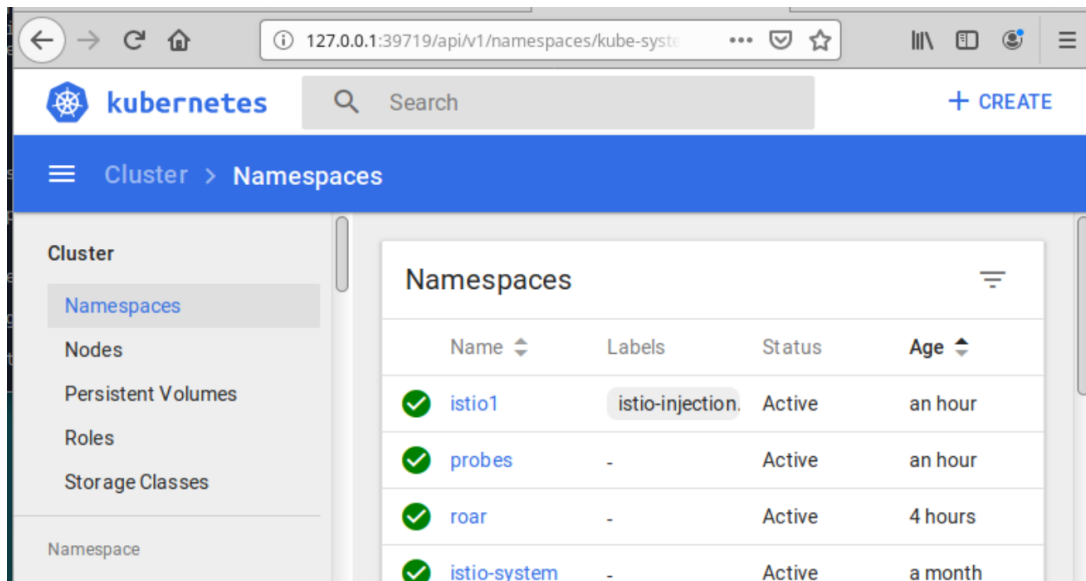 127.0.0.1:39719/api/v1/namespaces/kube-syste
kubernetes
Search
+ CREATE
Cluster > Namespaces
Cluster
Namespaces
Nodes
Persistent Volumes
Roles
Storage Classes
Namespace
Namespaces
Name Labels Status Age
istio1 istio-injection. Active an hour
probes - Active an hour
roar - Active 4 hours
istio-system - Active a month